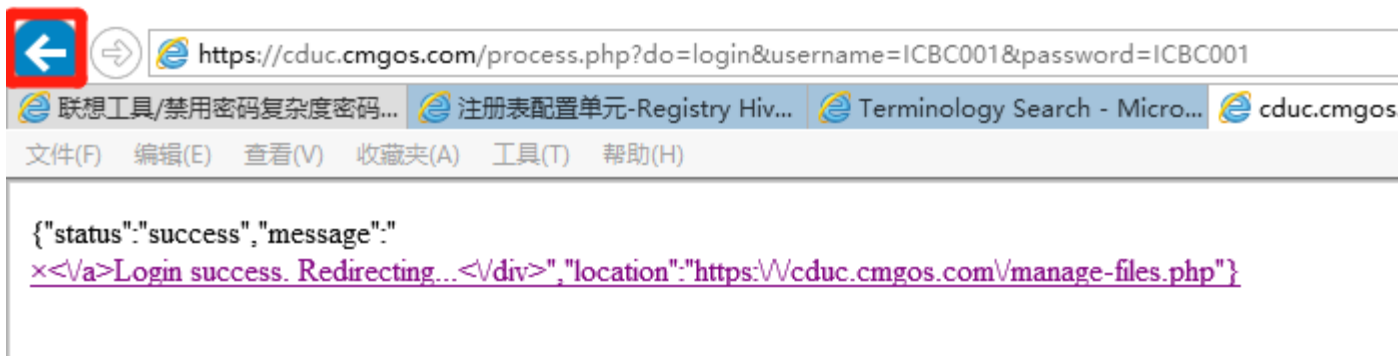 https://cduc.cmgos.com/process.php?do=login&username=ICBC001&password=ICBC001
联想工具/禁用密码复杂度密码... 注册表配置单元-Registry Hiv... Terminology Search - Micro... cduc.cmgos
文件(F) 编辑(E) 查看(V) 收藏夹(A) 工具(T) 帮助(H)
{"status":"success","message":"
×<\/a>Login success. Redirecting...<\/div>","location":"https:\/\/cduc.cmgos.com\/manage-files.php"}